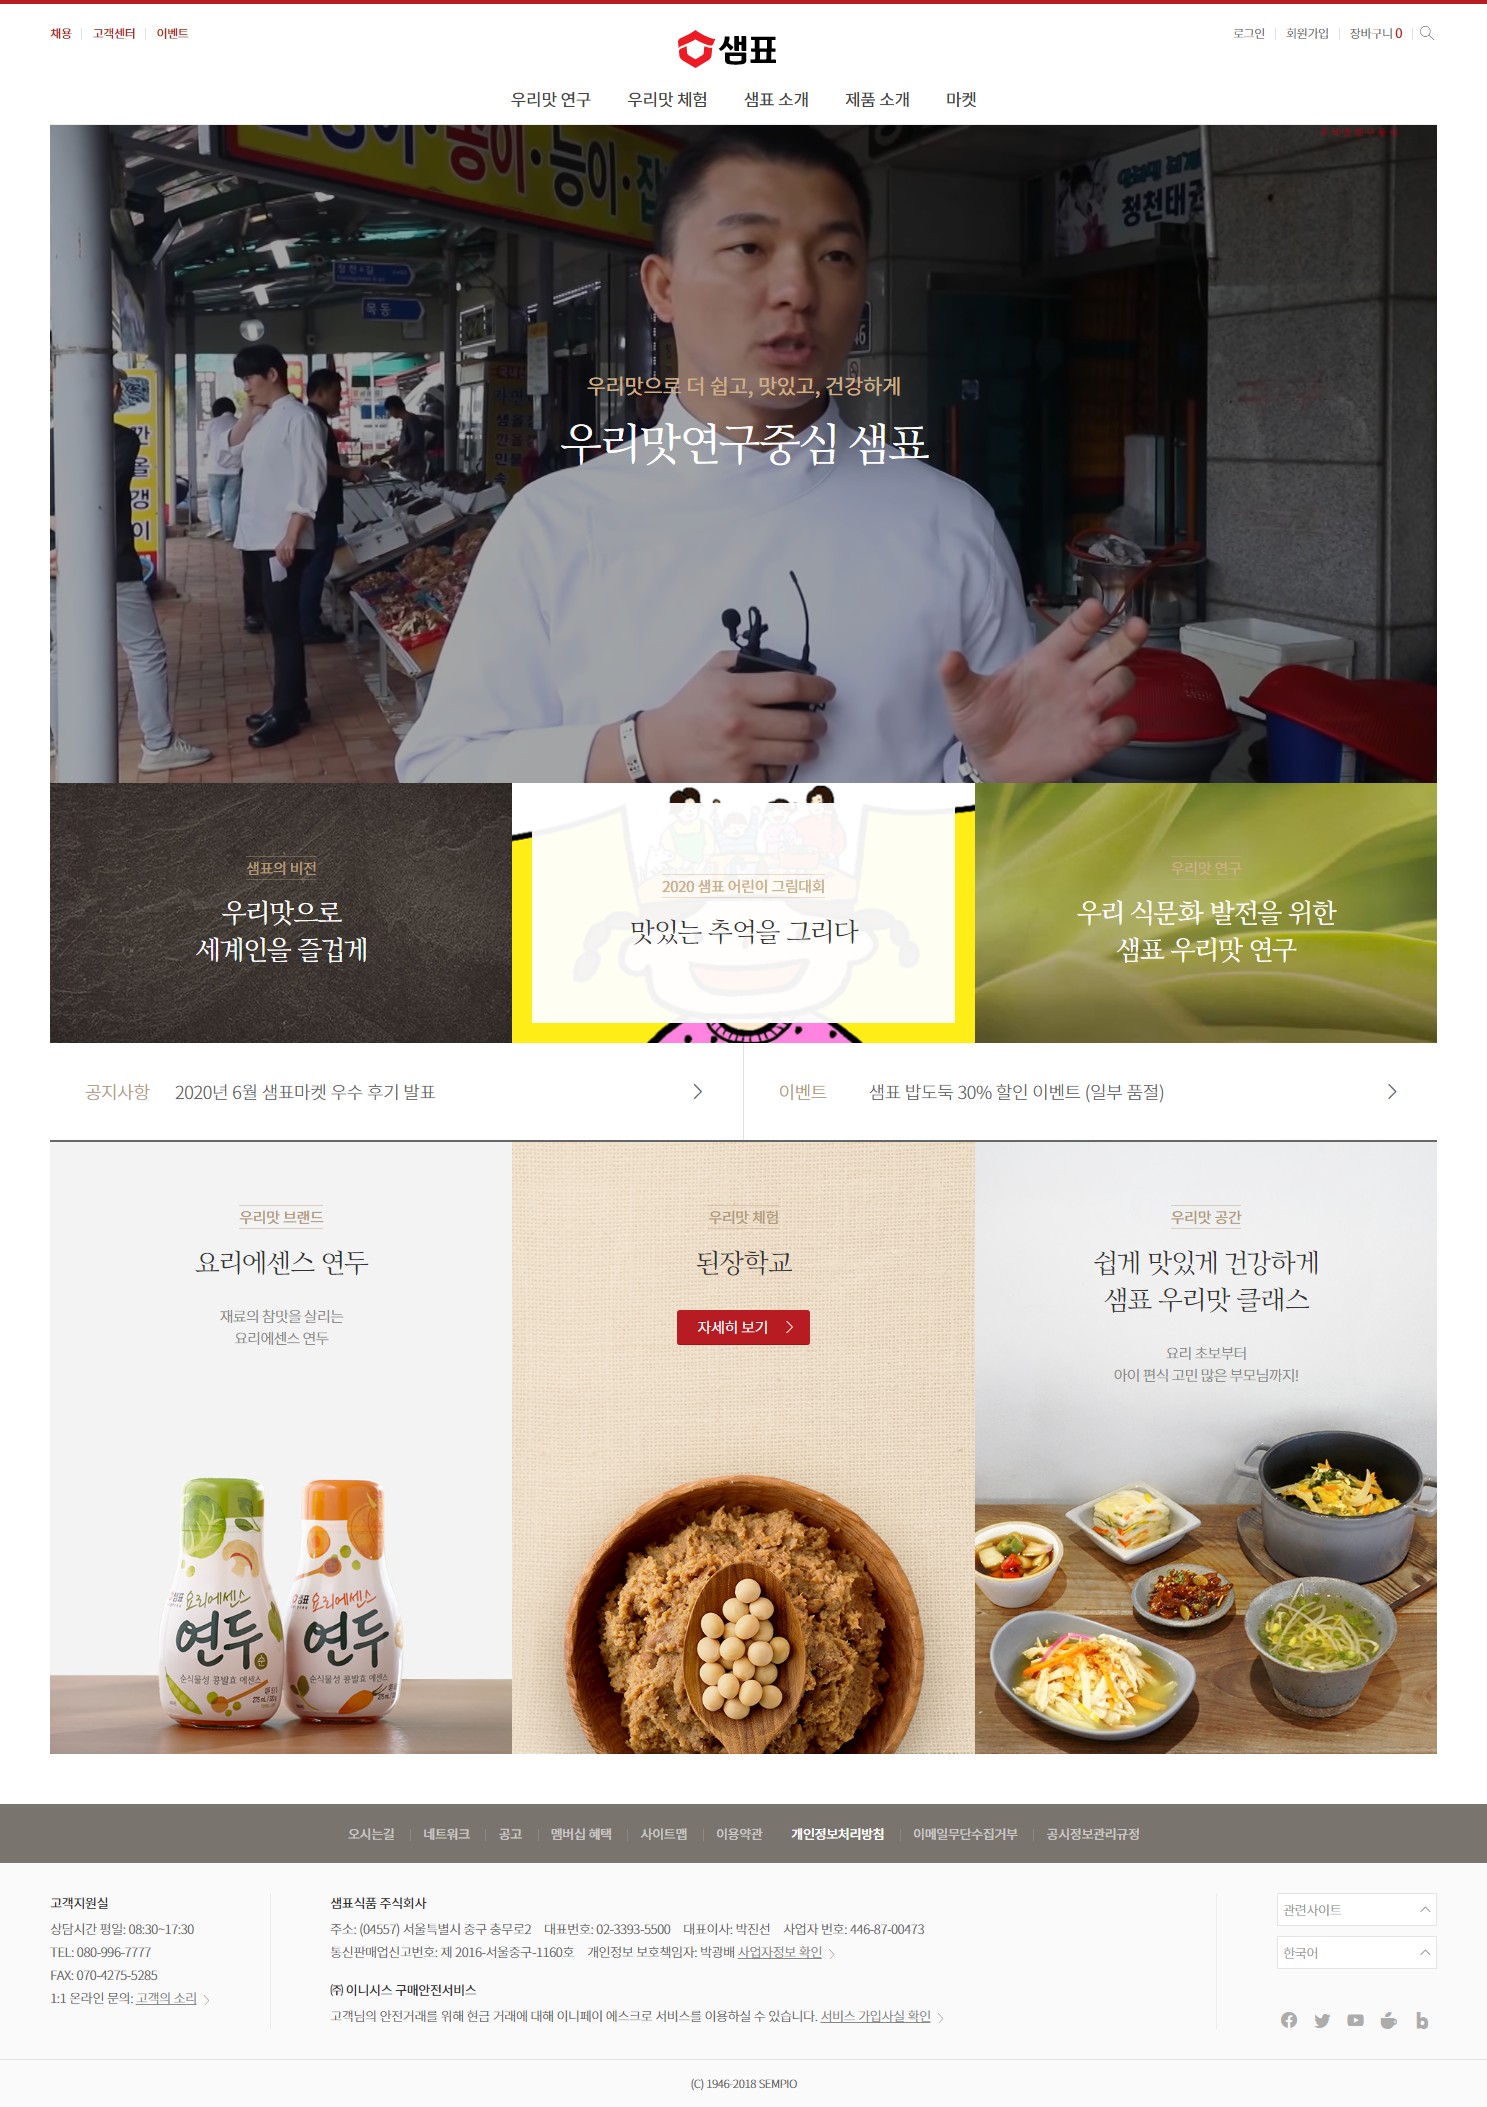 채용
고객센터
이벤트
샘표
로그인
회원가입
장바구니 0
우리맛 연구
우리맛 체험
샘표 소개
제품 소개
마켓
우리맛으로 더 쉽고, 맛있고, 건강하게
우리맛연구중심 샘표
샘표의 비전
우리맛으로
세계인을 즐겁게
2020 샘표 어린이 그림대회
맛있는 추억을 그리다
우리맛 연구
우리 식문화 발전을 위한
샘표 우리맛 연구
공지사항
2020년 6월 샘표마켓 우수 후기 발표
이벤트
샘표 밥도둑 30% 할인 이벤트 (일부 품절)
우리맛 브랜드
요리에센스 연두
재료의 참맛을 살리는
요리에센스 연두
우리맛 체험
된장학교
자세히 보기
우리맛 공간
쉽게 맛있게 건강하게
샘표 우리맛 클래스
요리 초보부터
아이 편식 고민 많은 부모님까지!
샘표 요리에센스
연두
순
순식물성 콩발효 에센스
샘표 요리에센스
연두
순식물성 콩발효 에센스
오시는길
네트워크
공고
멤버십 혜택
사이트맵
이용약관
개인정보처리방침
이메일무단수집거부
공시정보관리규정
고객지원실
상담시간 평일: 08:30~17:30
TEL: 080-996-7777
FAX: 070-4275-5285
1:1 온라인 문의: 고객의 소리
샘표식품 주식회사
주소: (04557) 서울특별시 중구 충무로2 대표번호: 02-3393-5500 대표이사: 박진선 사업자 번호: 446-87-00473
통신판매업신고번호: 제 2016-서울중구-1160호 개인정보 보호책임자: 박광배 사업자정보 확인
㈜ 이니시스 구매안전서비스
고객님의 안전거래를 위해 현금 거래에 대해 이니페이 에스크로 서비스를 이용하실 수 있습니다. 서비스 가입사실 확인
관련사이트
한국어
(C) 1946-2018 SEMPIO